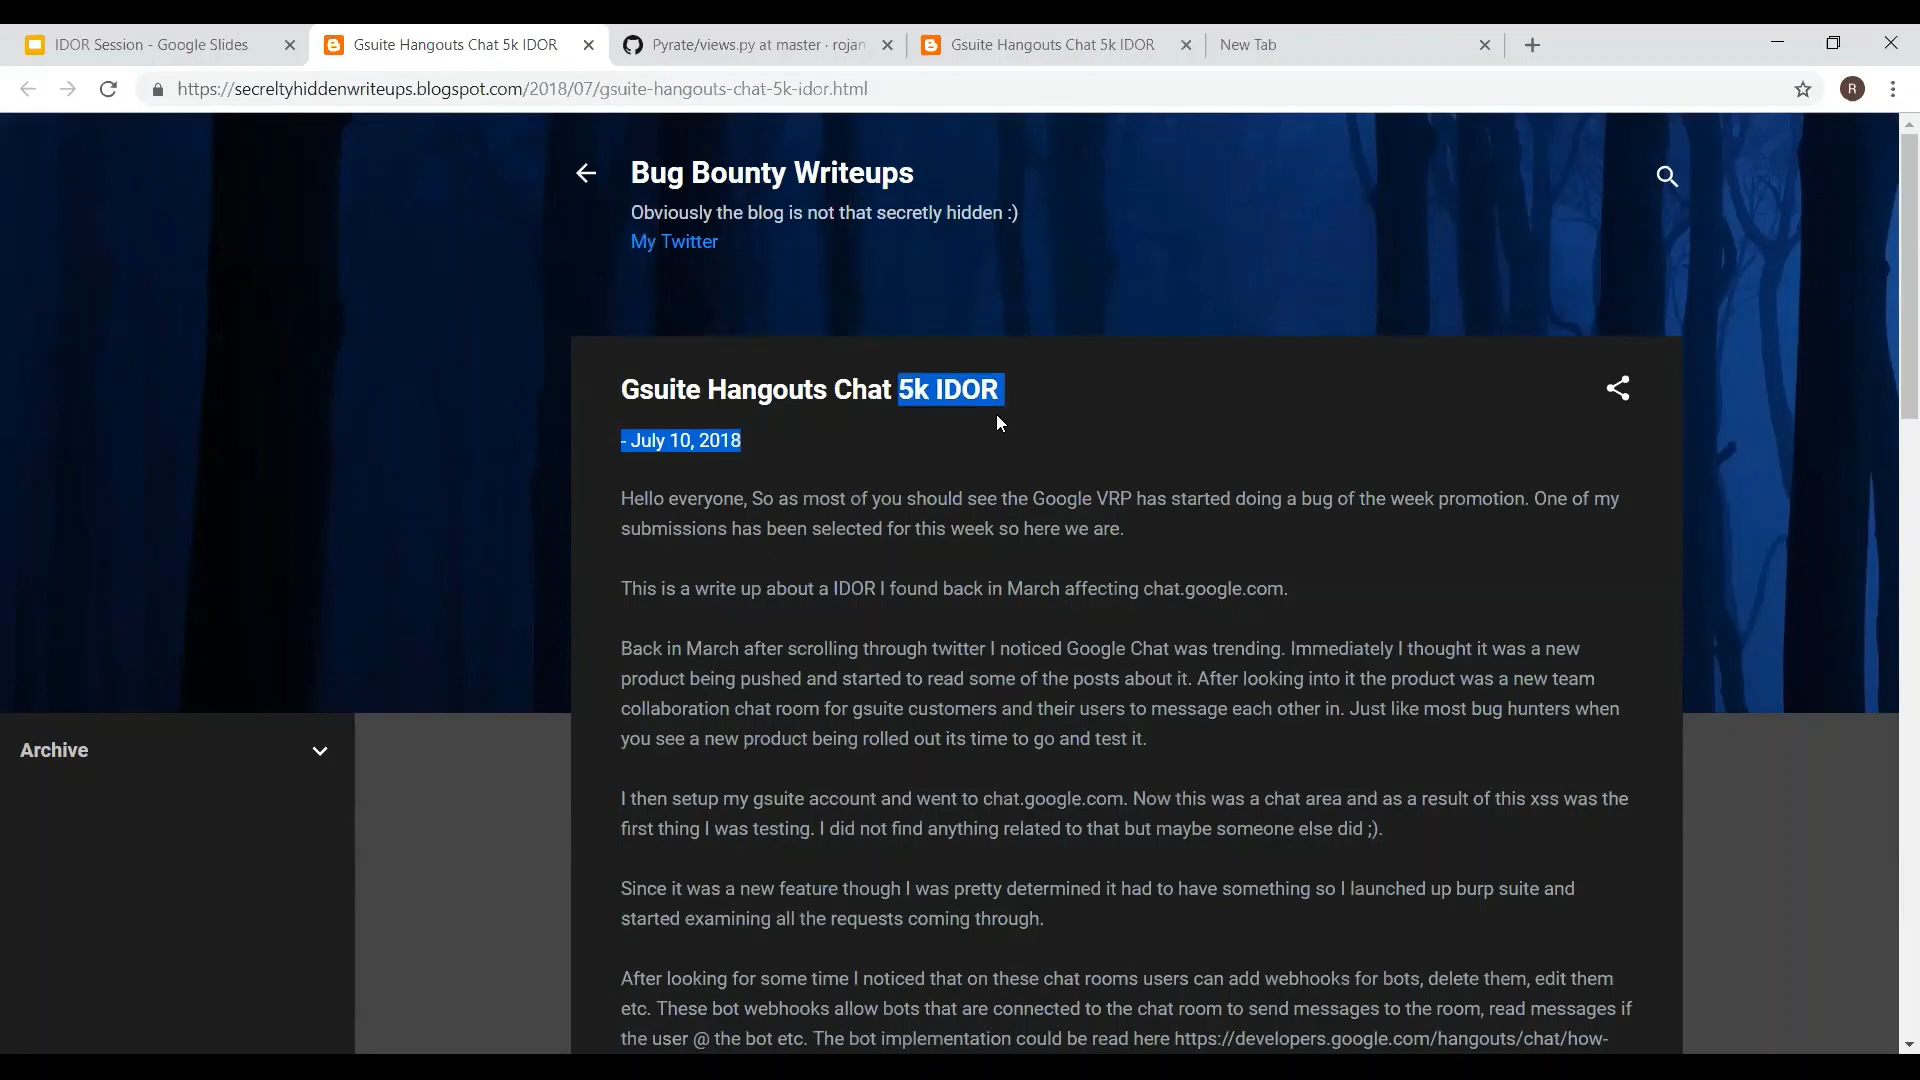 IDOR Session - Google Slides
Gsuite Hangouts Chat 5k IDOR
Pyrate/views.py at master · rojan
Gsuite Hangouts Chat 5k IDOR
New Tab
https://secreltyhiddenwriteups.blogspot.com/2018/07/gsuite-hangouts-chat-5k-idor.html
R
Bug Bounty Writeups
Obviously the blog is not that secretly hidden :)
My Twitter
Gsuite Hangouts Chat 5k IDOR
- July 10, 2018
Hello everyone, So as most of you should see the Google VRP has started doing a bug of the week promotion. One of my
submissions has been selected for this week so here we are.
This is a write up about a IDOR I found back in March affecting chat.google.com.
Back in March after scrolling through twitter I noticed Google Chat was trending. Immediately I thought it was a new
product being pushed and started to read some of the posts about it. After looking into it the product was a new team
collaboration chat room for gsuite customers and their users to message each other in. Just like most bug hunters when
you see a new product being rolled out its time to go and test it.
Archive
I then setup my gsuite account and went to chat.google.com. Now this was a chat area and as a result of this xss was the
first thing I was testing. I did not find anything related to that but maybe someone else did ;).
Since it was a new feature though I was pretty determined it had to have something so I launched up burp suite and
started examining all the requests coming through.
After looking for some time I noticed that on these chat rooms users can add webhooks for bots, delete them, edit them
etc. These bot webhooks allow bots that are connected to the chat room to send messages to the room, read messages if
the user @ the bot etc. The bot implementation could be read here https://developers.google.com/hangouts/chat/how-